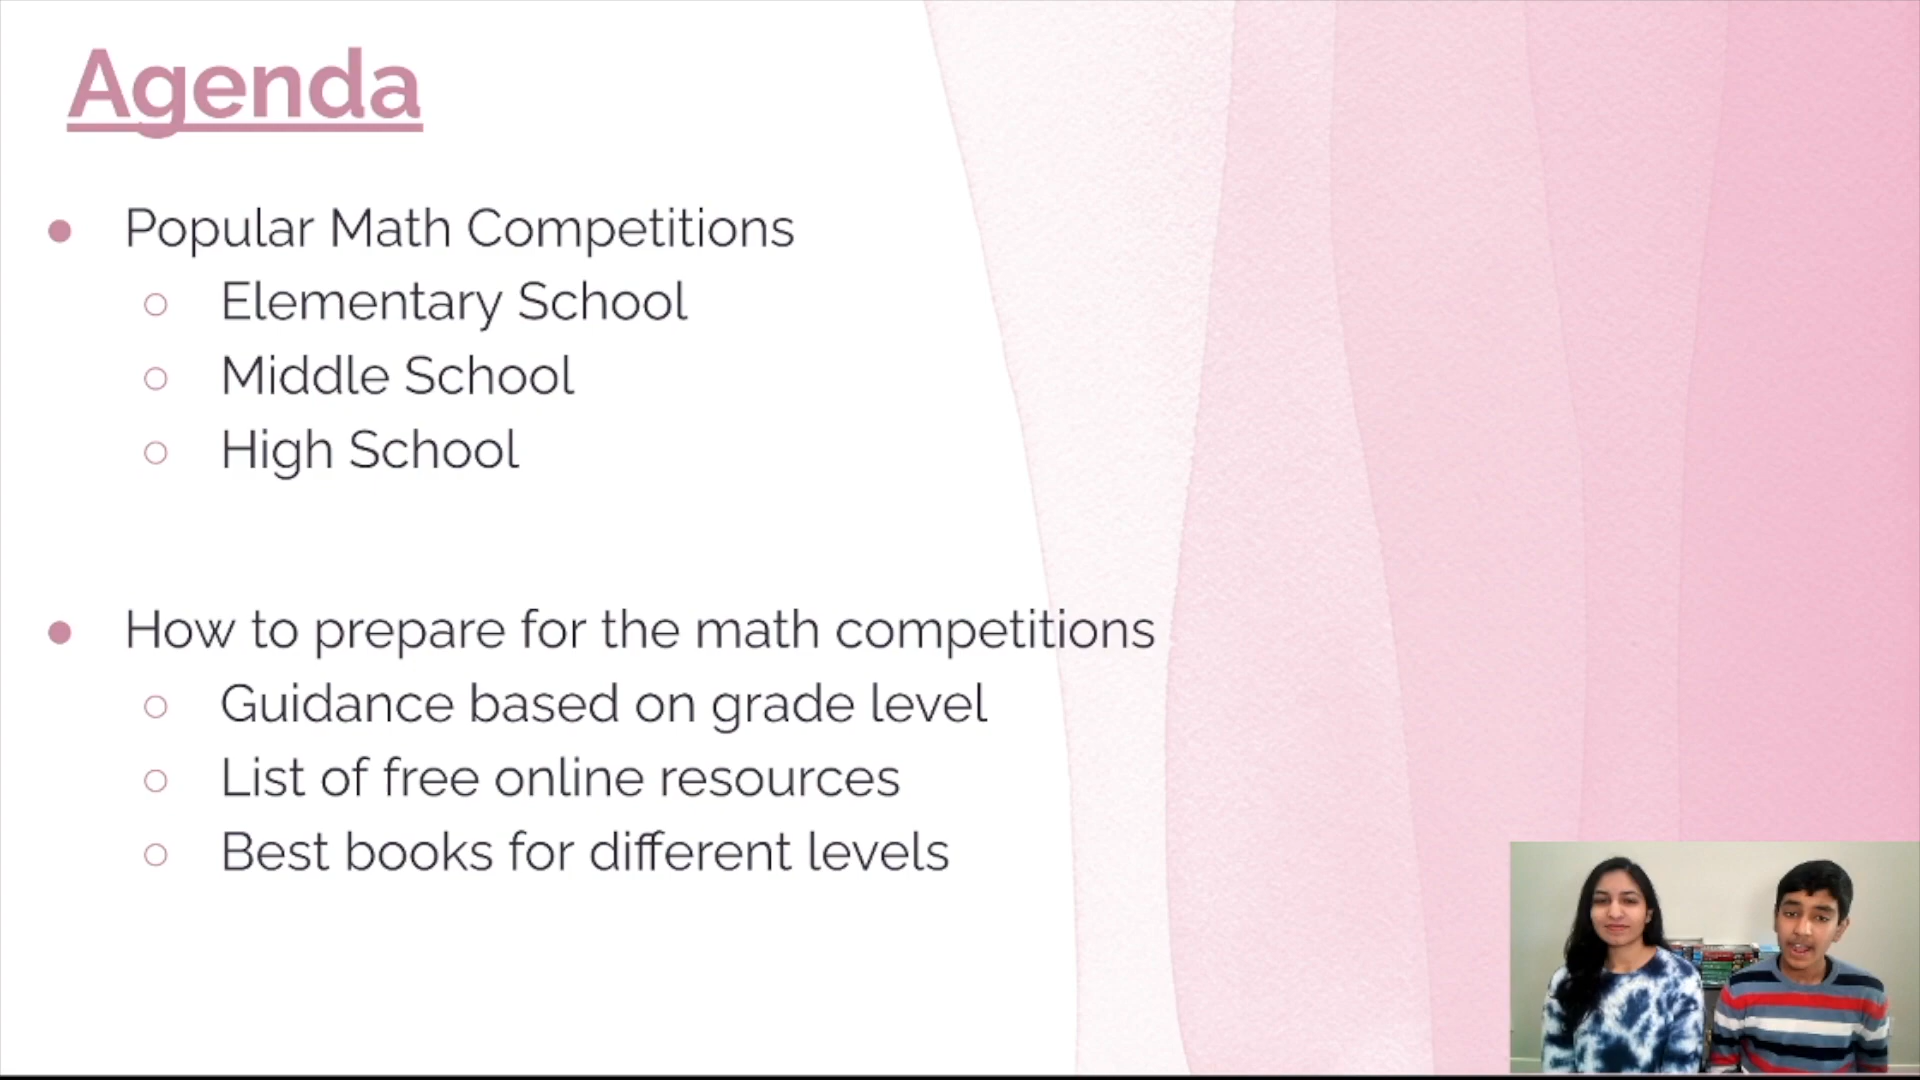 Agenda
Popular Math Competitions
Elementary School
Middle School
High School
How to prepare for the math competitions
Guidance based on grade level
List of free online resources
Best books for different levels